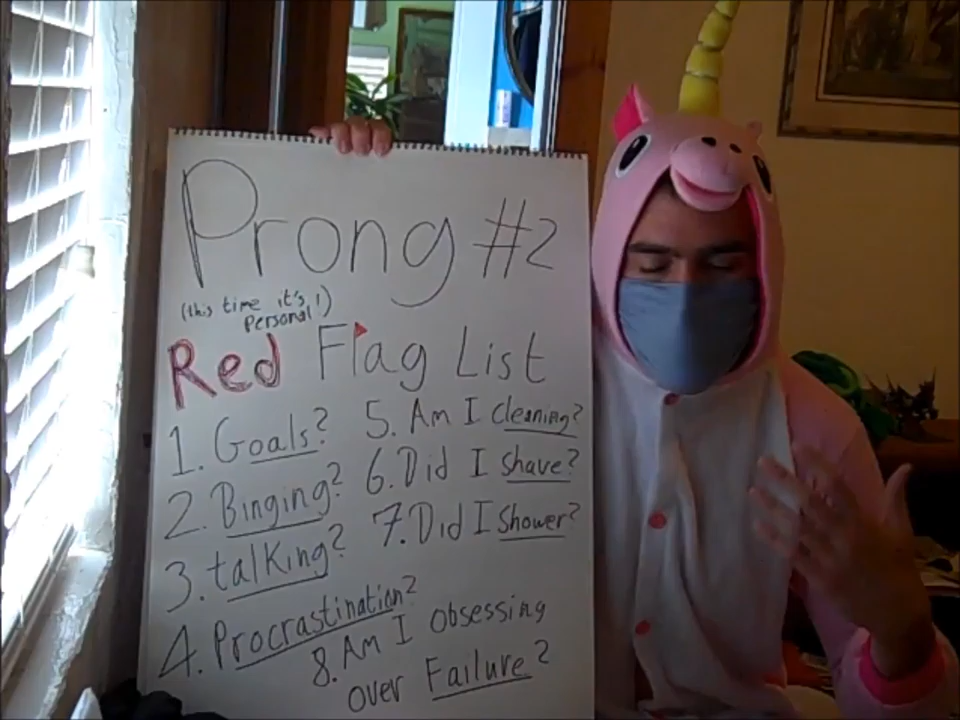 Prong #2
(this time it's
personal!)
Red Flag List
1. Goals?
2. Binging?
3. talking?
4. Procrastination?
5. Am I Cleaning?
6. Did I Shave?
7. Did I Shower?
8. Am I Obsessing
over Failure?